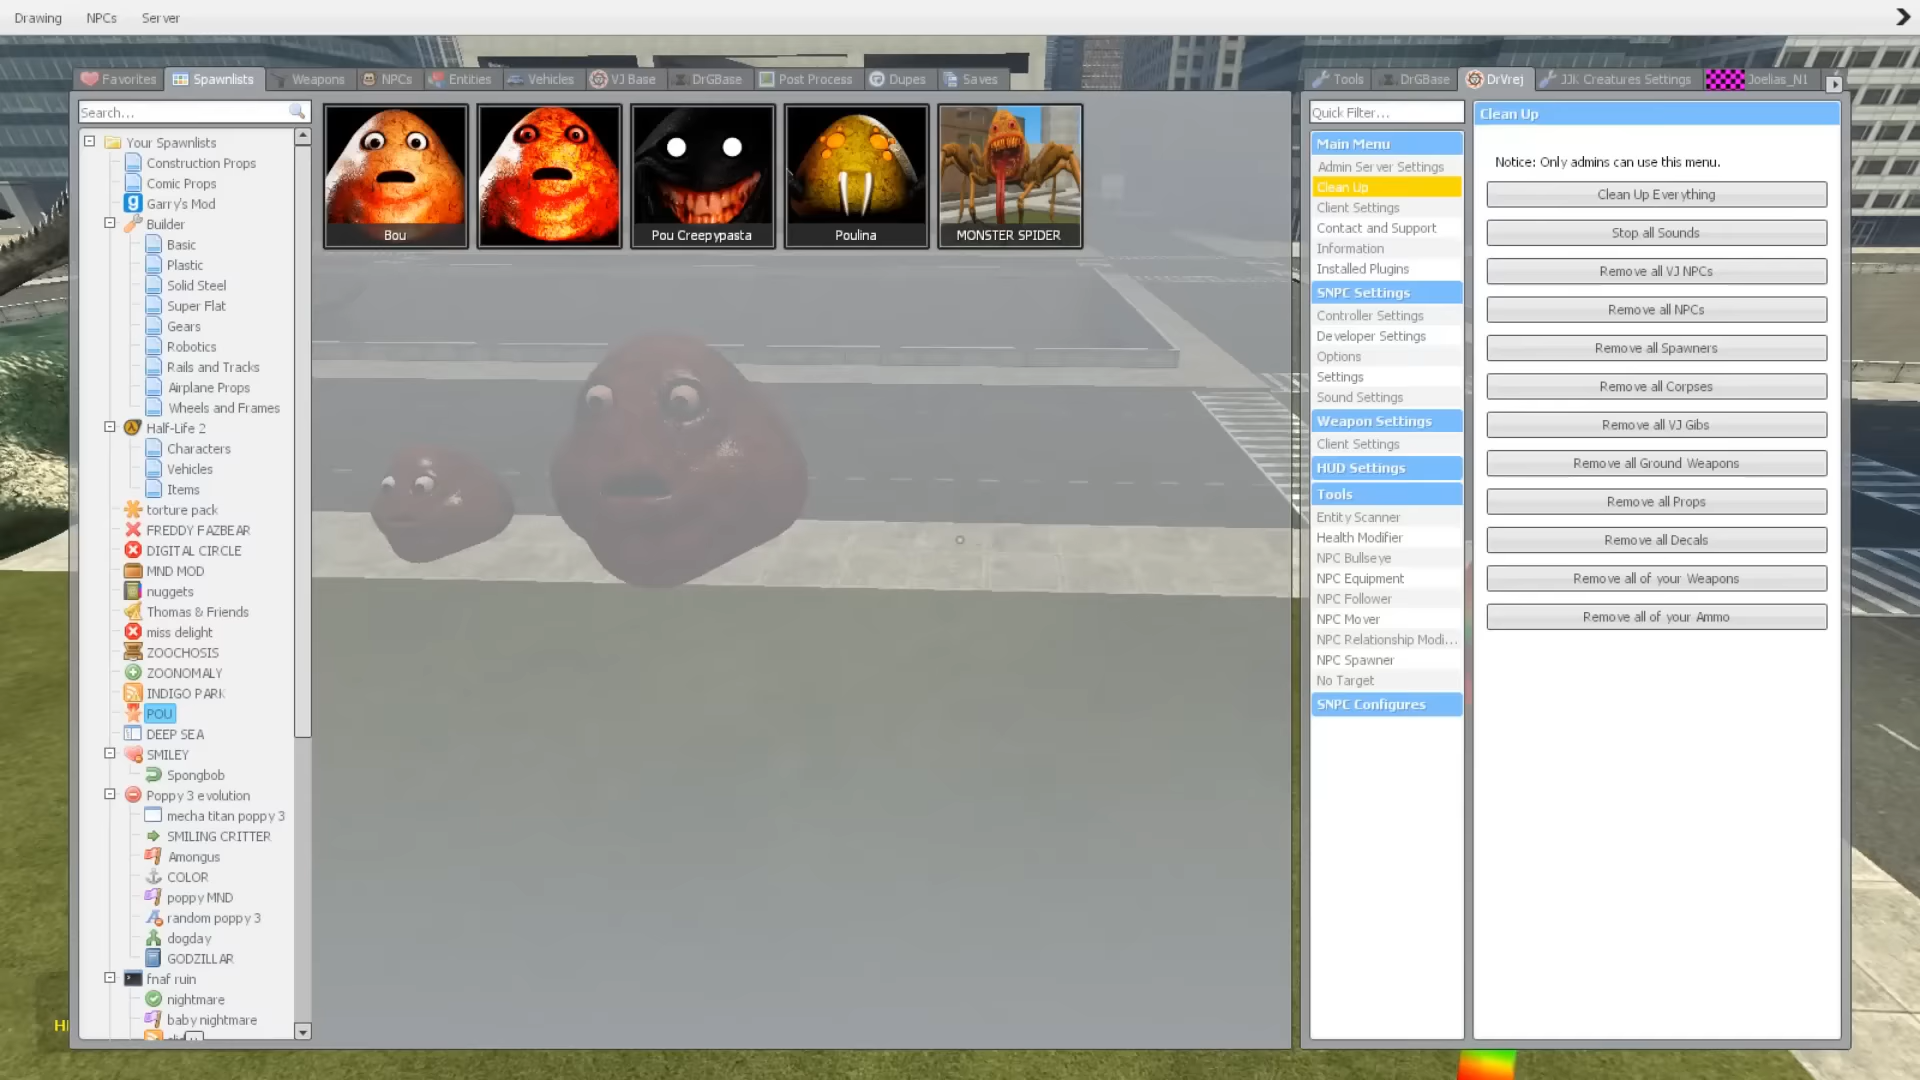 Drawing NPCs Server
Favorites Spawnlists Weapons NPCs Entities Vehicles VJ Base DrGBase Post Process Dupes Saves
Search...
Your Spawnlists
Construction Props
Comic Props
Garry's Mod
Builder
Basic
Plastic
Solid Steel
Super Flat
Gears
Robotics
Rails and Tracks
Airplane Props
Wheels and Frames
Half-Life 2
Characters
Vehicles
Items
torture pack
FREDDY FAZBEAR
DIGITAL CIRCLE
MND MOD
nuggets
Thomas & Friends
miss delight
ZOOCHOSIS
ZOONOMALY
INDIGO PARK
POU
DEEP SEA
SMILEY
Spongbob
Poppy 3 evolution
mecha titan poppy 3
SMILING CRITTER
Amongus
COLOR
poppy MND
random poppy 3
dogday
GODZILLAR
fnaf ruin
nightmare
baby nightmare
Bou
Pou Creepypasta
Poulina
MONSTER SPIDER
Tools DrGBase DrVrej JJK Creatures Settings Joelias_N1
Quick Filter...
Main Menu
Admin Server Settings
Clean Up
Client Settings
Contact and Support
Information
Installed Plugins
SNPC Settings
Controller Settings
Developer Settings
Options
Settings
Sound Settings
Weapon Settings
Client Settings
HUD Settings
Tools
Entity Scanner
Health Modifier
NPC Bullseye
NPC Equipment
NPC Follower
NPC Mover
NPC Relationship Modi...
NPC Spawner
No Target
SNPC Configures
Clean Up
Notice: Only admins can use this menu.
Clean Up Everything
Stop all Sounds
Remove all VJ NPCs
Remove all NPCs
Remove all Spawners
Remove all Corpses
Remove all VJ Gibs
Remove all Ground Weapons
Remove all Props
Remove all Decals
Remove all of your Weapons
Remove all of your Ammo